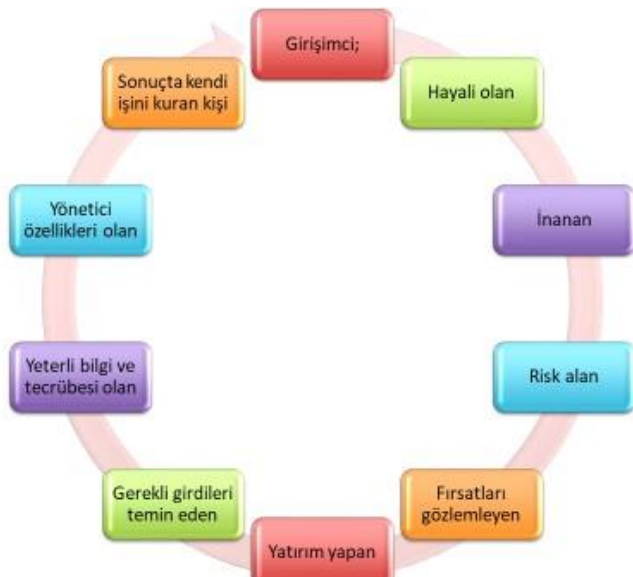 Girişimci;
Hayali olan
İnanan
Risk alan
Fırsatları
gözlemleyen
Yatırım yapan
Gerekli girdileri
temin eden
Yeterli bilgi ve
tecrübesi olan
Yönetici
özellikleri olan
Sonuçta kendi
işini kuran kişi